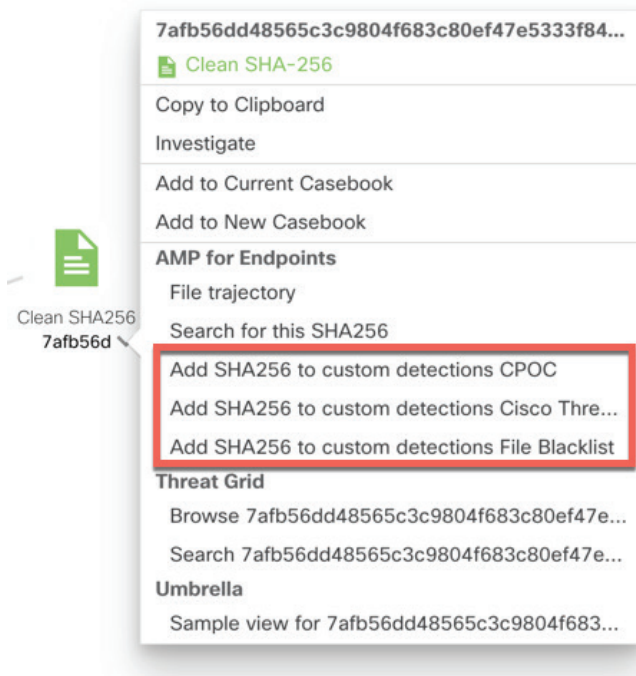 7afb56dd48565c3c9804f683c80ef47e5333f84...
Clean SHA-256
Copy to Clipboard
Investigate
Add to Current Casebook
Add to New Casebook
AMP for Endpoints
File trajectory
Clean SHA256
Search for this SHA256
7afb56d
Add SHA256 to custom detections CPOC
Add SHA256 to custom detections Cisco Thre...
Add SHA256 to custom detections File Blacklist
Threat Grid
Browse 7afb56dd48565c3c9804f683c80ef47e...
Search 7afb56dd48565c3c9804f683c80ef47e...
Umbrella
Sample view for 7afb56dd48565c3c9804f683...